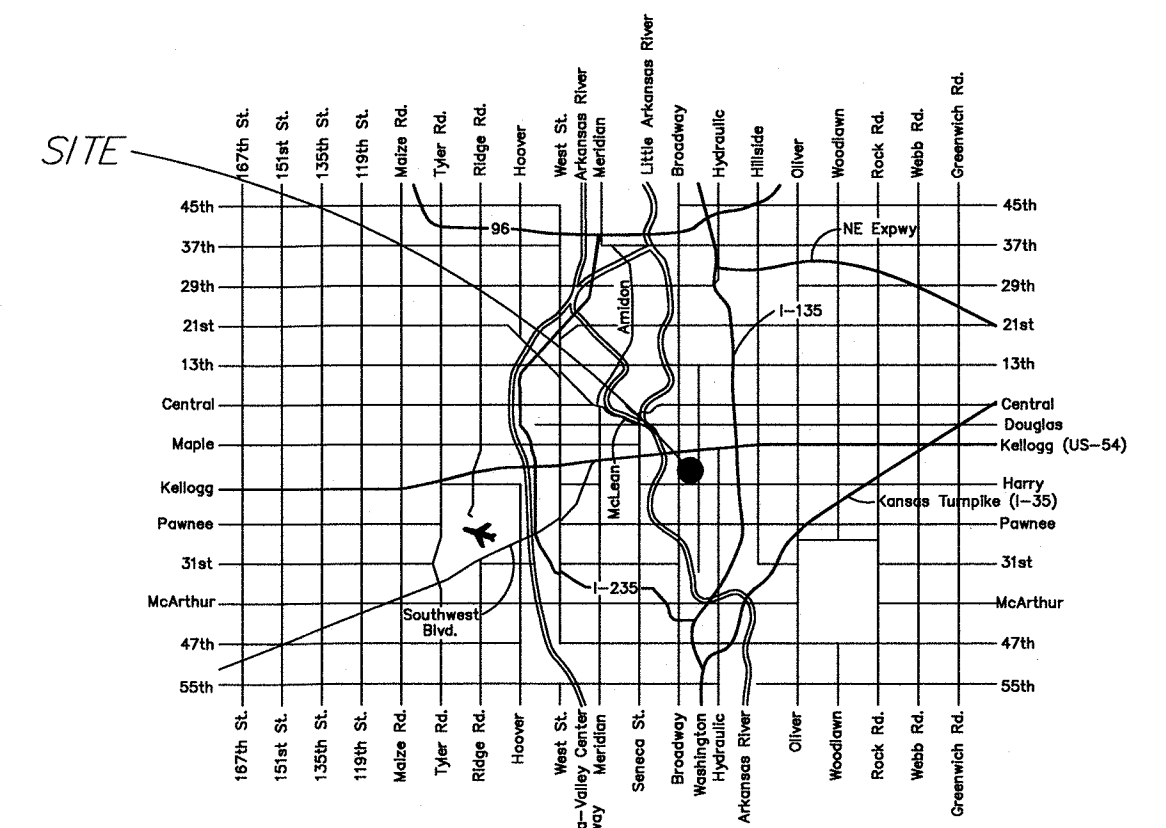 SITE
167th St.
151st St.
135th St.
119th St.
Maize Rd.
Tyler Rd.
Ridge Rd.
Hoover
West St.
Arkansas River
Meridian
Little Arkansas River
Broadway
Hydraulic
Hillside
Oliver
Woodlawn
Rock Rd.
Webb Rd.
Greenwich Rd.
45th
45th
96
NE Expwy
37th
37th
29th
29th
Amidon
I-135
21st
21st
13th
13th
Central
Central
Douglas
Maple
Kellogg (US-54)
McLean
Kellogg
Harry
Kansas Turnpike (I-35)
Pawnee
Pawnee
31st
31st
I-235
McArthur
McArthur
Southwest
Blvd.
47th
47th
55th
55th
167th St.
151st St.
135th St.
119th St.
Maize Rd.
Tyler Rd.
Ridge Rd.
Hoover
West St.
a-Valley Center
way
Meridian
Seneca St.
Broadway
Washington
Hydraulic
Arkansas River
Oliver
Woodlawn
Rock Rd.
Webb Rd.
Greenwich Rd.